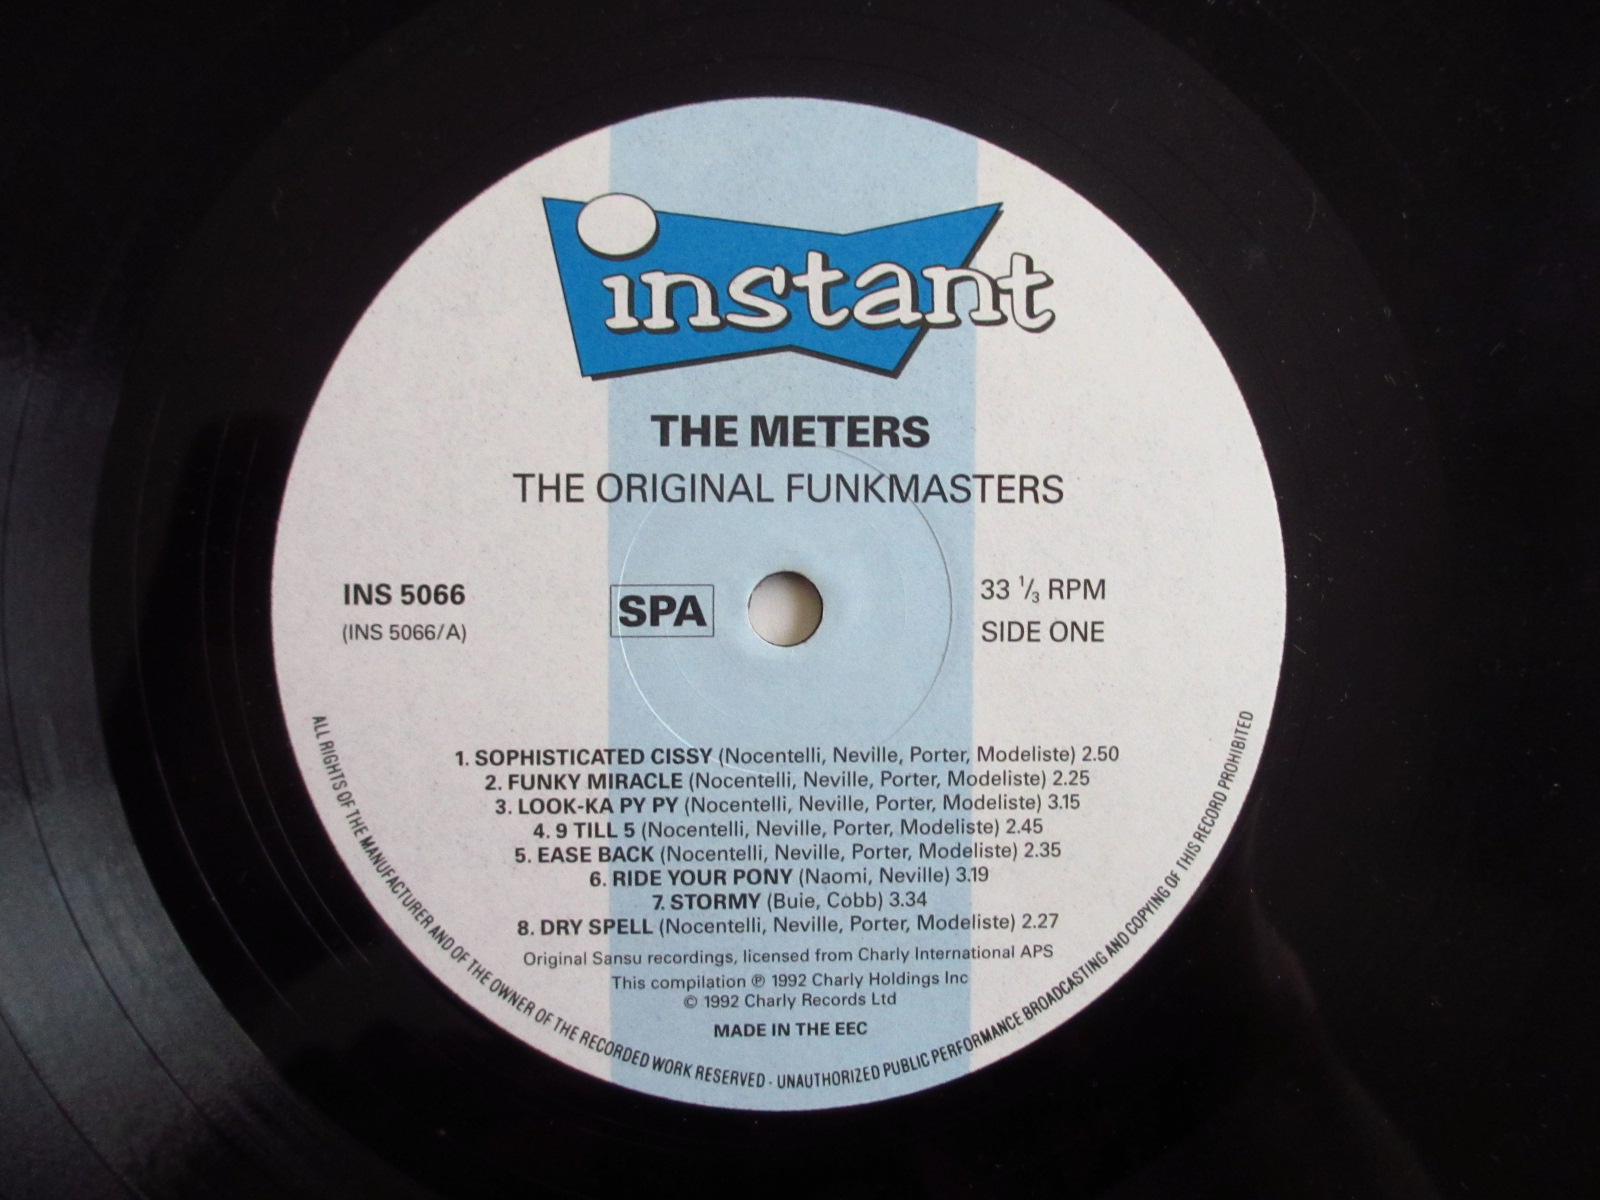 instant
THE METERS
THE ORIGINAL FUNKMASTERS
INS 5066
(INS 5066/A)
SPA
33 1/3 RPM
SIDE ONE
1. SOPHISTICATED CISSY (Nocentelli, Neville, Porter, Modeliste) 2.50
2. FUNKY MIRACLE (Nocentelli, Neville, Porter, Modeliste) 2.25
3. LOOK-KA PY PY (Nocentelli, Neville, Porter, Modeliste) 3.15
4. 9 TILL 5 (Nocentelli, Neville, Porter, Modeliste) 2.45
5. EASE BACK (Nocentelli, Neville, Porter, Modeliste) 2.35
6. RIDE YOUR PONY (Naomi, Neville) 3.19
7. STORMY (Buie, Cobb) 3.34
8. DRY SPELL (Nocentelli, Neville, Porter, Modeliste) 2.27
Original Sansu recordings, licensed from Charly International APS
This compilation ℗ 1992 Charly Holdings Inc
© 1992 Charly Records Ltd
MADE IN THE EEC
ALL RIGHTS OF THE MANUFACTURER AND OF THE OWNER OF THE RECORDED WORK RESERVED - UNAUTHORIZED PUBLIC PERFORMANCE BROADCASTING AND COPYING OF THIS RECORD PROHIBITED